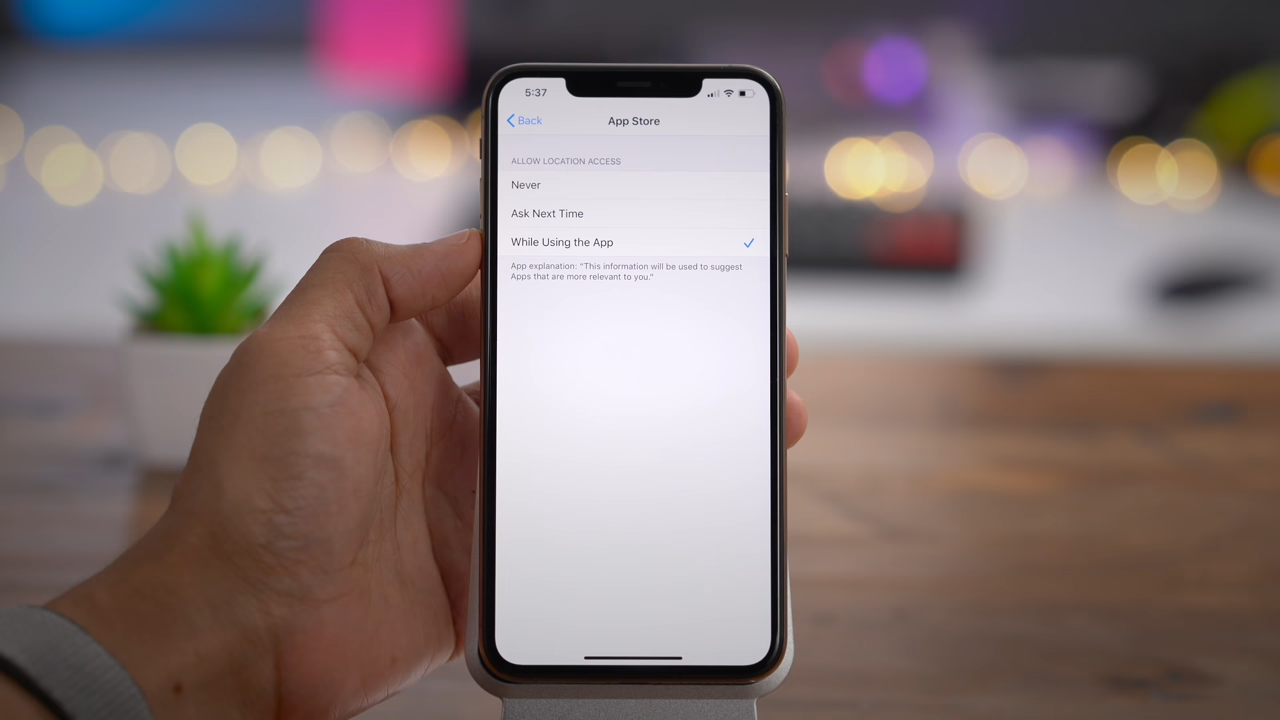 5:37
Back
App Store
ALLOW LOCATION ACCESS
Never
Ask Next Time
While Using the App
App explanation: “This information will be used to suggest
Apps that are more relevant to you.”